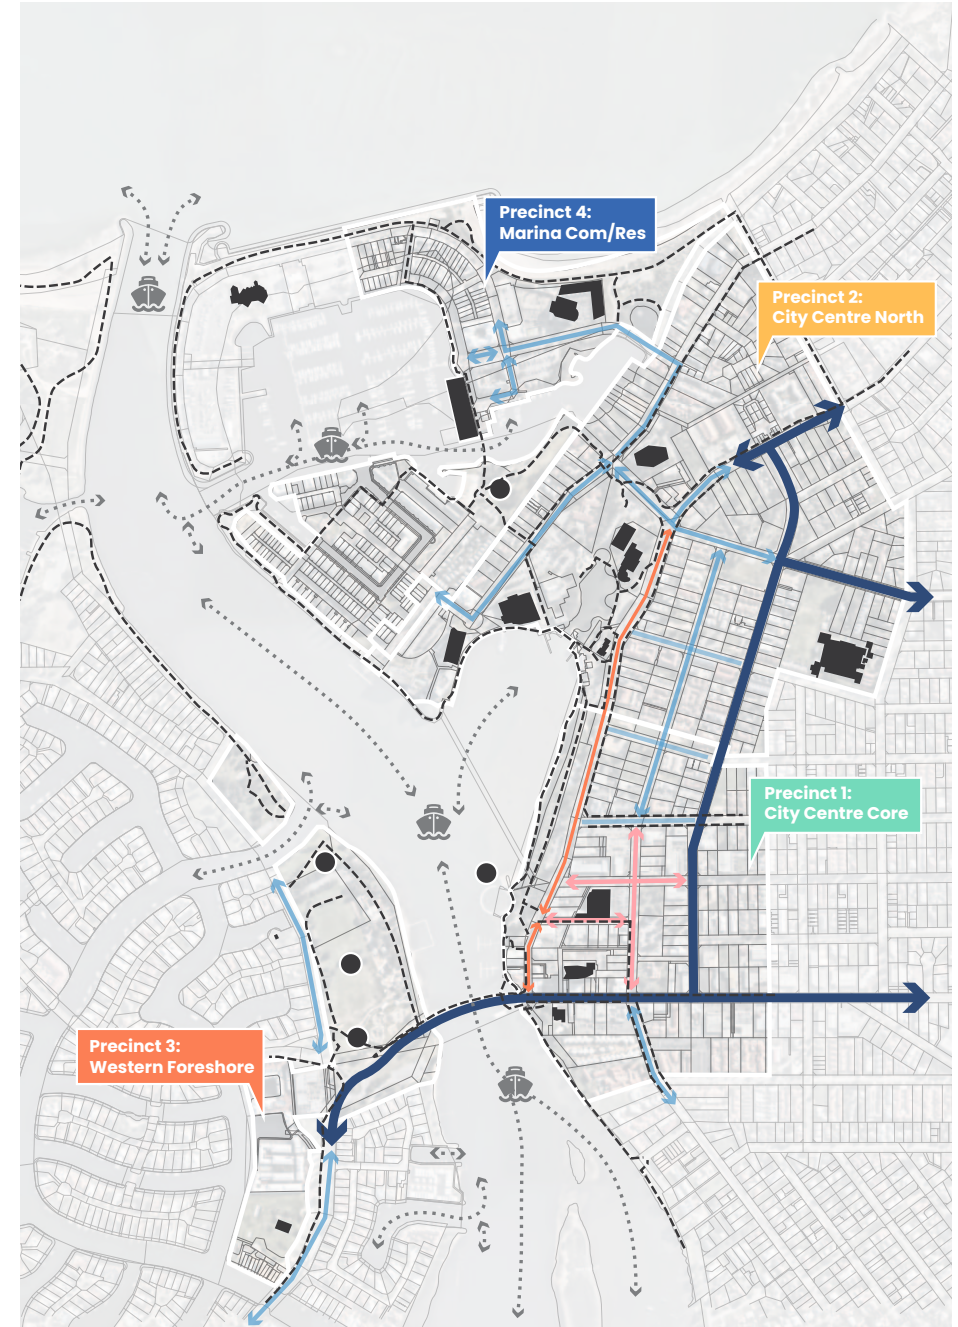 Precinct 4:
Marina Com/Res
Precinct 2:
City Centre North
Precinct 1:
City Centre Core
Precinct 3:
Western Foreshore